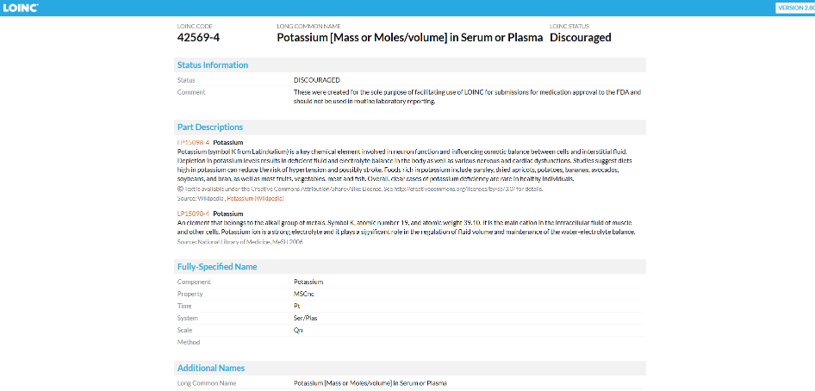 LOINC
VERSION 2.80
LOINC CODE LONG COMMON NAME LOINC STATUS
42569-4 Potassium [Mass or Moles/volume] in Serum or Plasma Discouraged
Status Information
Status DISCOURAGED
Comment These were created for the sole purpose of facilitating use of LOINC for submissions for medication approval to the FDA and
should not be used in routine laboratory reporting.
Part Descriptions
LP15098-4 Potassium
Potassium (symbol K from Latin:kalium) is a key chemical element involved in neuron function and influencing osmotic balance between cells and interstitial fluid.
Depletion in potassium levels results in deficient fluid and electrolyte balance in the body as well as various nervous and cardiac dysfunctions. Studies suggest diets
high in potassium can reduce the risk of hypertension and possibly stroke. Foods rich in potassium include parsley, dried apricots, potatoes, bananas, avocados,
soybeans, and bran, as well as most fruits, vegetables, meat and fish. Overall, clear cases of potassium deficiency are rare in healthy individuals.
© Text is available under the Creative Commons Attribution/Share-Alike License. See http://creativecommons.org/licenses/by-sa/3.0/ for details.
Source: Wikipedia, Potassium (Wikipedia)
LP15098-4 Potassium
An element that belongs to the alkali group of metals. Symbol K, atomic number 19, and atomic weight 39.10. It is the main cation in the intracellular fluid of muscle
and other cells. Potassium ion is a strong electrolyte and it plays a significant role in the regulation of fluid volume and maintenance of the water-electrolyte balance.
Source: National Library of Medicine, MeSH 2006
Fully-Specified Name
Component Potassium
Property MSCnc
Time Pt
System Ser/Plas
Scale Qn
Method
Additional Names
Long Common Name Potassium [Mass or Moles/volume] in Serum or Plasma